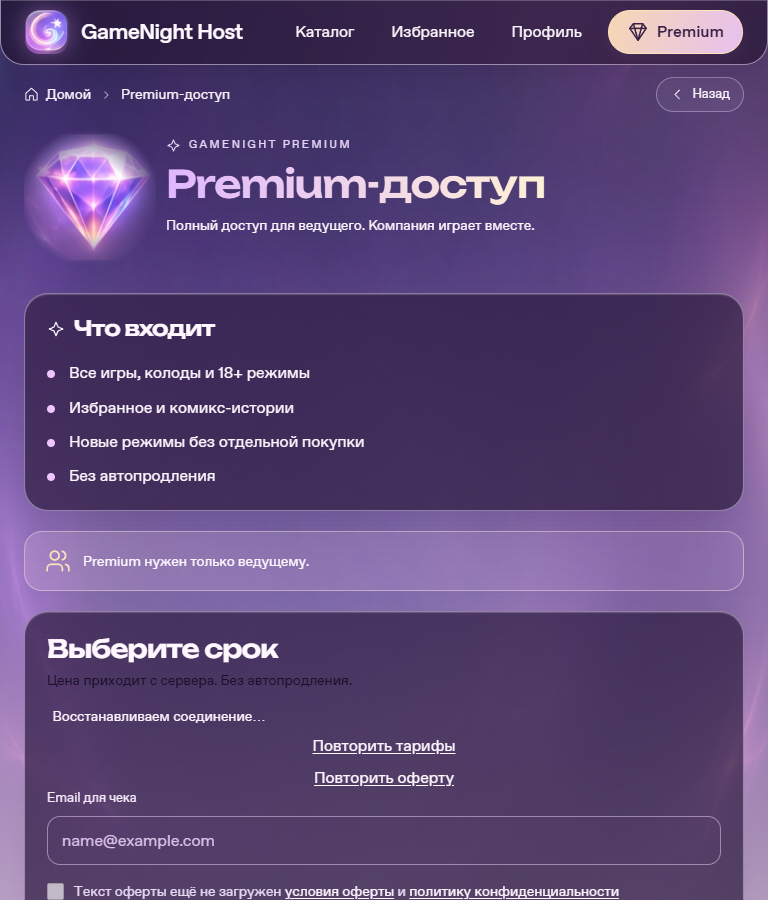 GameNight Host
Каталог
Избранное
Профиль
Premium
Домой
Premium-доступ
Назад
GAMENIGHT PREMIUM
Premium-доступ
Полный доступ для ведущего. Компания играет вместе.
Что входит
Все игры, колоды и 18+ режимы
Избранное и комикс-истории
Новые режимы без отдельной покупки
Без автопродления
Premium нужен только ведущему.
Выберите срок
Цена приходит с сервера. Без автопродления.
Восстанавливаем соединение...
Повторить тарифы
Повторить оферту
Email для чека
name@example.com
Текст оферты ещё не загружен условия оферты и политику конфиденциальности